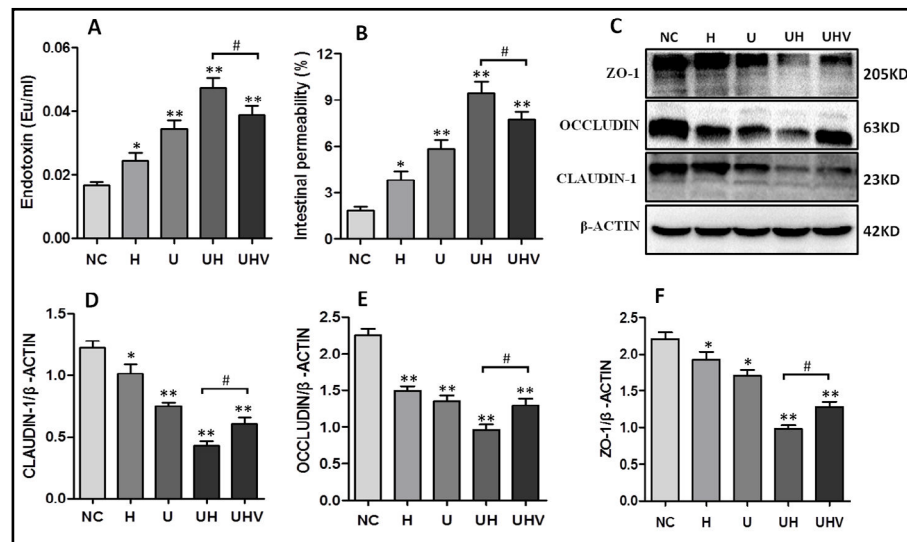 A
Endotoxin (Eu/ml)
0.06
0.04
0.02
0.00
*
**
**
#
**
NC H U UH UHV
B
Intestinal permeability (%)
12
9
6
3
0
*
**
**
#
**
NC H U UH UHV
C
NC H U UH UHV
ZO-1 205KD
OCCLUDIN 63KD
CLAUDIN-1 23KD
β-ACTIN 42KD
D
CLAUDIN-1/β -ACTIN
1.5
1.0
0.5
0.0
*
**
**
#
**
NC H U UH UHV
E
OCCLUDIN/β -ACTIN
2.5
2.0
1.5
1.0
0.5
0.0
**
**
**
#
**
NC H U UH UHV
F
ZO-1/β-ACTIN
2.5
2.0
1.5
1.0
0.5
0.0
*
*
**
#
**
NC H U UH UHV